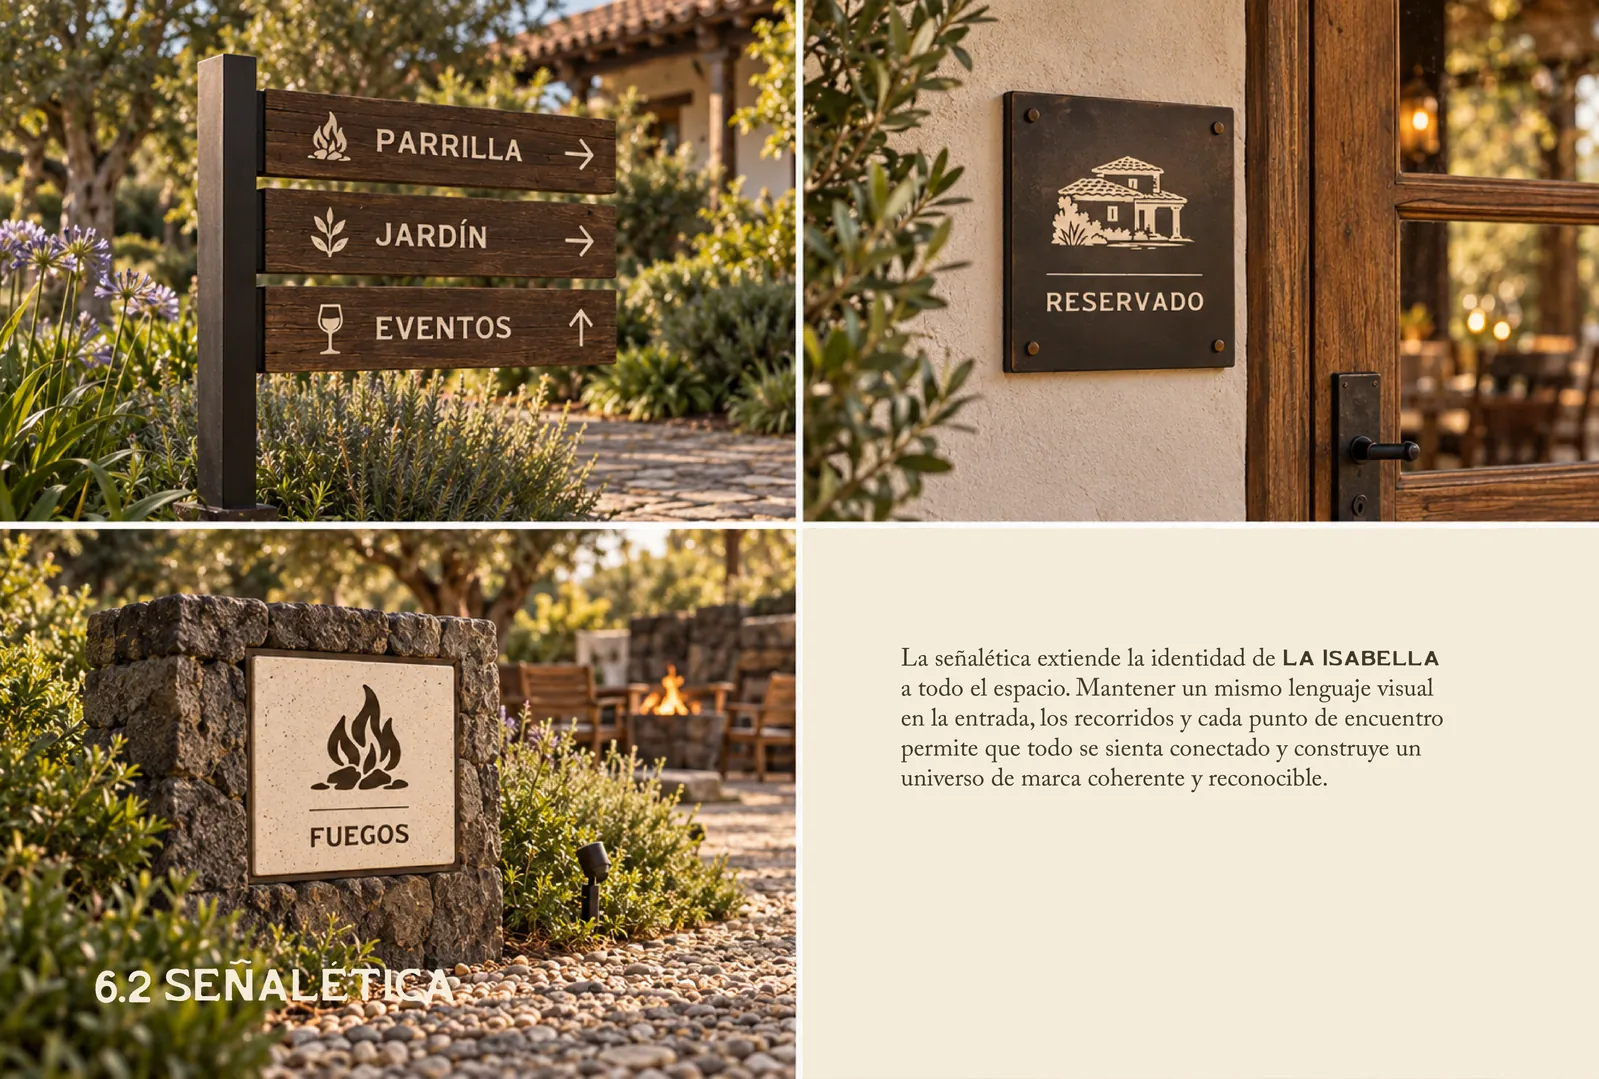 PARRILLA →
JARDÍN →
EVENTOS ↑
RESERVADO
FUEGOS
6.2 SEÑALÉTICA
La señalética extiende la identidad de LA ISABELLA
a todo el espacio. Mantener un mismo lenguaje visual
en la entrada, los recorridos y cada punto de encuentro
permite que todo se sienta conectado y construye un
universo de marca coherente y reconocible.